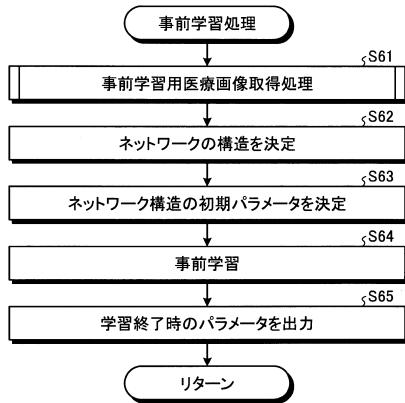 事前学習処理
S61
事前学習用医療画像取得処理
S62
ネットワークの構造を決定
S63
ネットワーク構造の初期パラメータを決定
S64
事前学習
S65
学習終了時のパラメータを出力
リターン